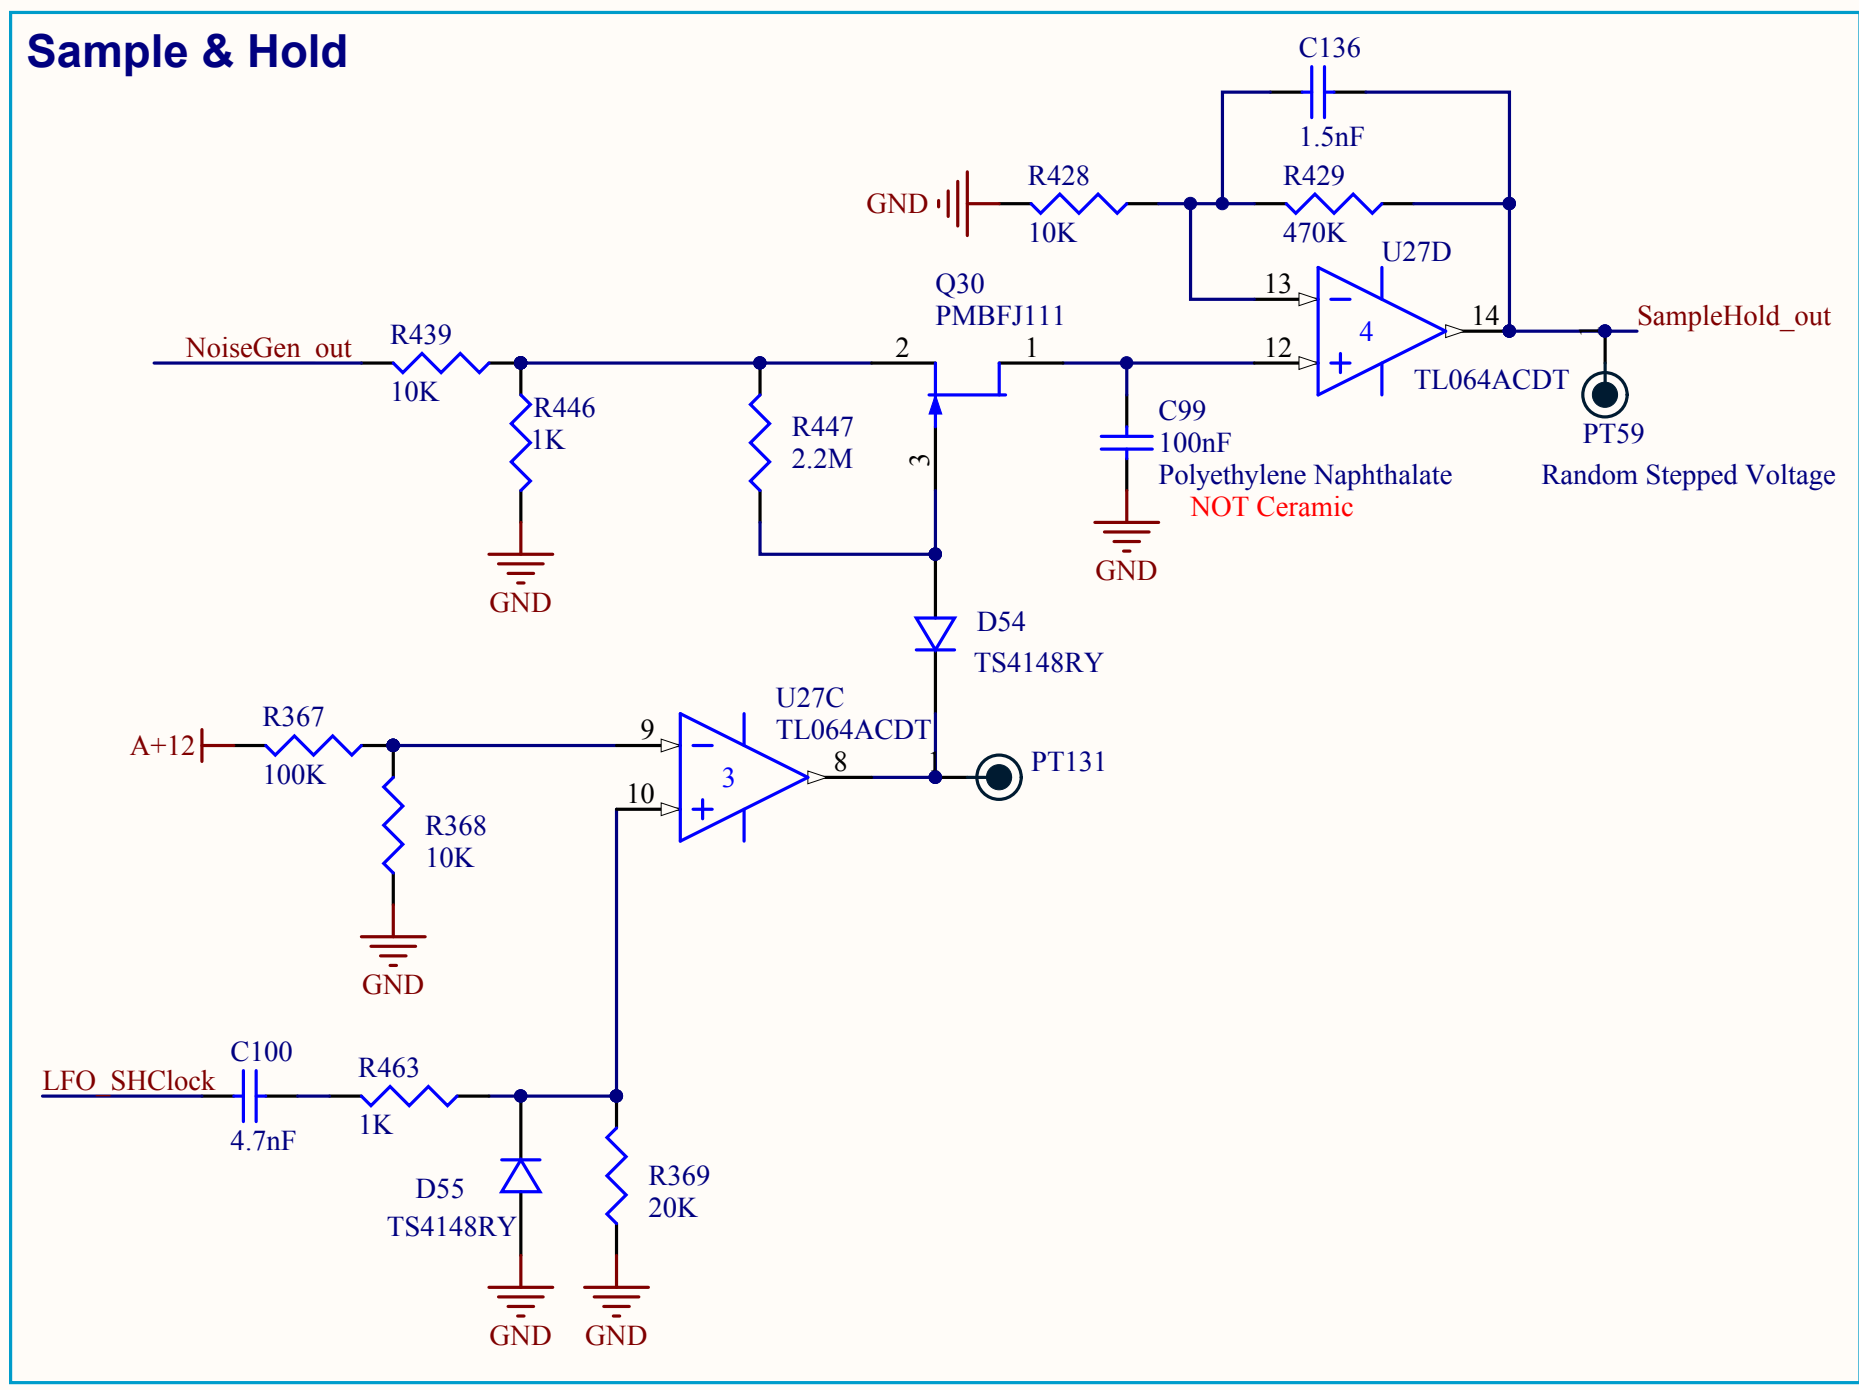 Sample & Hold
C136
1.5nF
R428
R429
GND
10K
470K
U27D
Q30
PMBFJ111
13
4
14
SampleHold_out
NoiseGen_out
R439
10K
2
1
12
TL064ACDT
R446
1K
R447
2.2M
3
C99
100nF
Polyethylene Naphthalate
NOT Ceramic
PT59
Random Stepped Voltage
GND
GND
D54
TS4148RY
U27C
TL064ACDT
A+12
R367
100K
9
3
8
1
PT131
10
R368
10K
GND
LFO_SHClock
C100
4.7nF
R463
1K
D55
TS4148RY
R369
20K
GND
GND